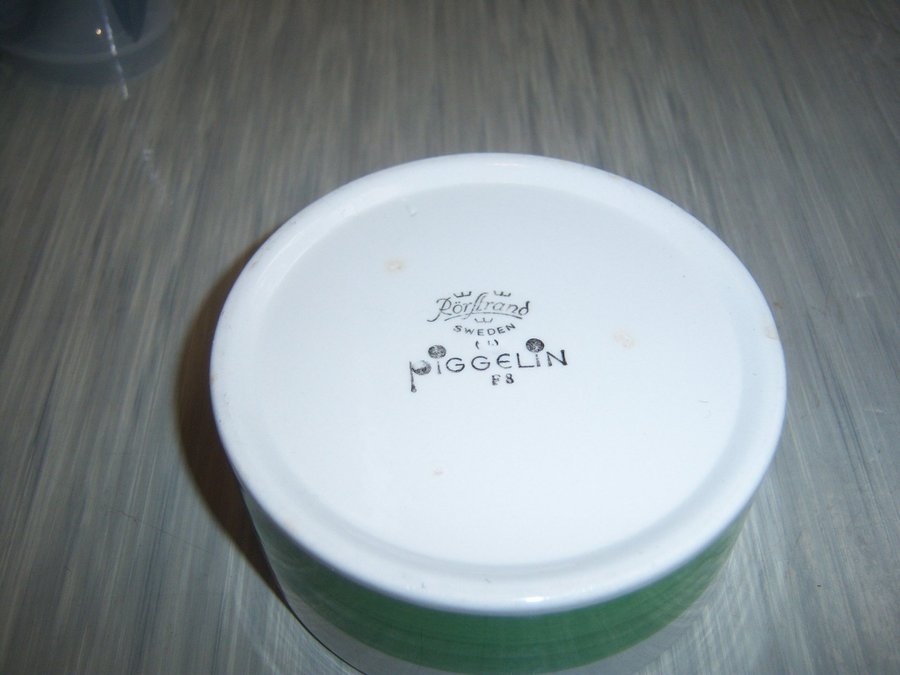 Rörstrand
SWEDEN
PIGGELIN
F8